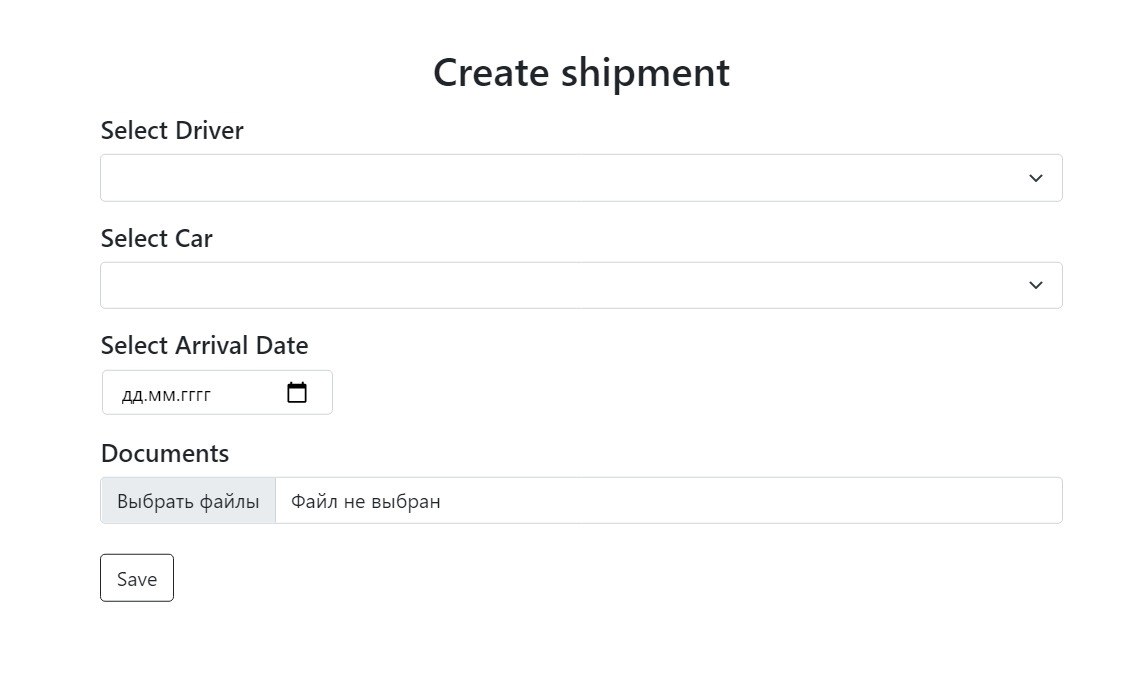 Create shipment
Select Driver
Select Car
Select Arrival Date
дд.мм.гггг
Documents
Выбрать файлы Файл не выбран
Save